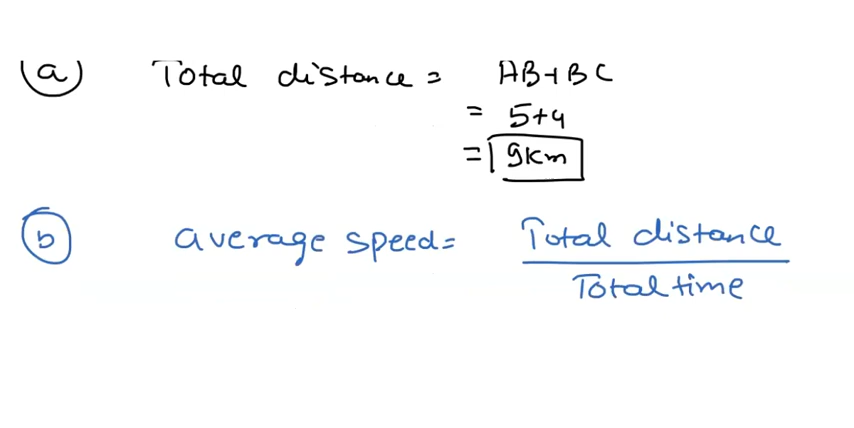 (a) Total distance = AB+BC
= 5+4
= 9km
(b) average speed = Total distance
Total time